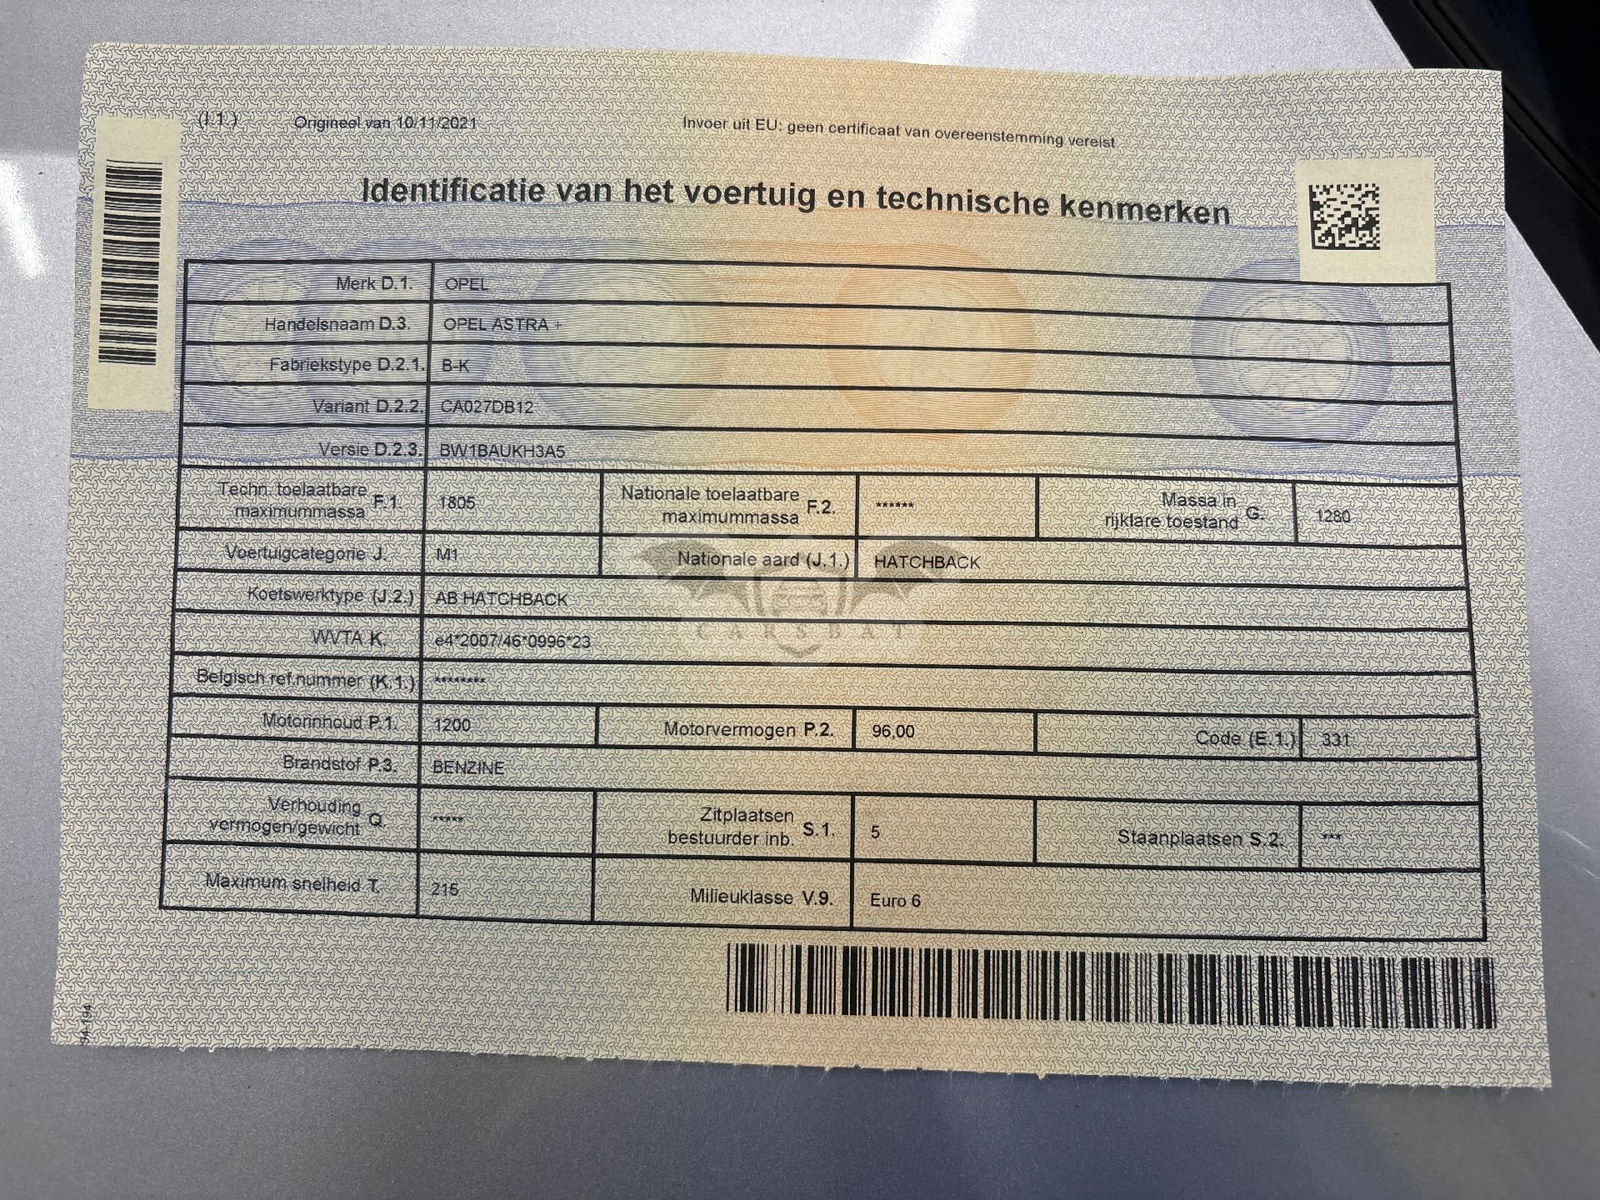 (I.1.) Origineel van 10/11/2021 Invoer uit EU: geen certificaat van overeenstemming vereist
Identificatie van het voertuig en technische kenmerken
Merk D.1. OPEL
Handelsnaam D.3. OPEL ASTRA +
Fabriekstype D.2.1. B-K
Variant D.2.2. CA027DB12
Versie D.2.3. BW1BAUKH3A5
Techn. toelaatbare maximummassa F.1. 1805 Nationale toelaatbare maximummassa F.2. ****** Massa in rijklare toestand G. 1280
Voertuigcategorie J. M1 Nationale aard (J.1.) HATCHBACK
Koetswerktype (J.2.) AB HATCHBACK
CARSBAT
WVTA K. e4*2007/46*0996*23
Belgisch ref.nummer (K.1.) ********
Motorinhoud P.1. 1200 Motorvermogen P.2. 96,00 Code (E.1.) 331
Brandstof P.3. BENZINE
Verhouding vermogen/gewicht Q. ***** Zitplaatsen bestuurder inb. S.1. 5 Staanplaatsen S.2. ***
Maximum snelheid T. 215 Milieuklasse V.9. Euro 6